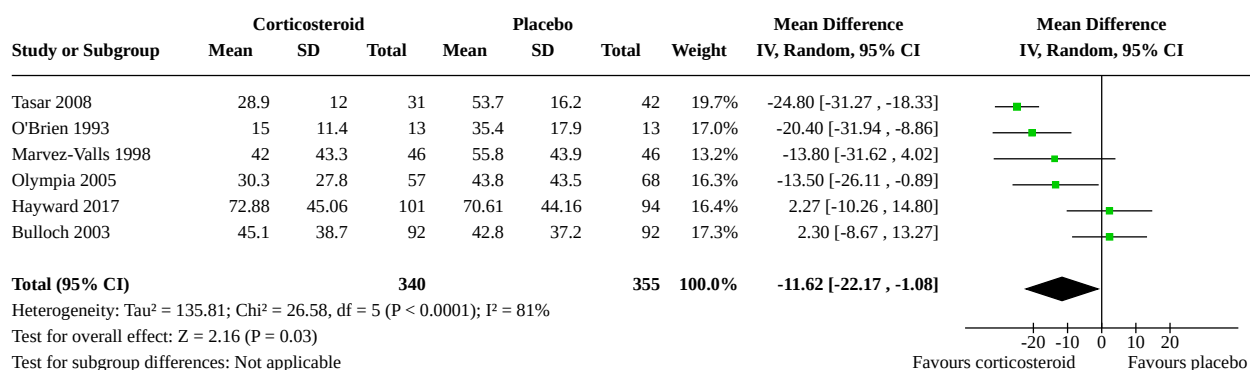 Corticosteroid Placebo Mean Difference Mean Difference
Study or Subgroup Mean SD Total Mean SD Total Weight IV, Random, 95% CI IV, Random, 95% CI
Tasar 2008 28.9 12 31 53.7 16.2 42 19.7% -24.80 [-31.27 , -18.33]
O'Brien 1993 15 11.4 13 35.4 17.9 13 17.0% -20.40 [-31.94 , -8.86]
Marvez-Valls 1998 42 43.3 46 55.8 43.9 46 13.2% -13.80 [-31.62 , 4.02]
Olympia 2005 30.3 27.8 57 43.8 43.5 68 16.3% -13.50 [-26.11 , -0.89]
Hayward 2017 72.88 45.06 101 70.61 44.16 94 16.4% 2.27 [-10.26 , 14.80]
Bulloch 2003 45.1 38.7 92 42.8 37.2 92 17.3% 2.30 [-8.67 , 13.27]
Total (95% CI) 340 355 100.0% -11.62 [-22.17 , -1.08]
Heterogeneity: Tau² = 135.81; Chi² = 26.58, df = 5 (P < 0.0001); I² = 81%
Test for overall effect: Z = 2.16 (P = 0.03)
-20 -10 0 10 20
Test for subgroup differences: Not applicable Favours corticosteroid Favours placebo